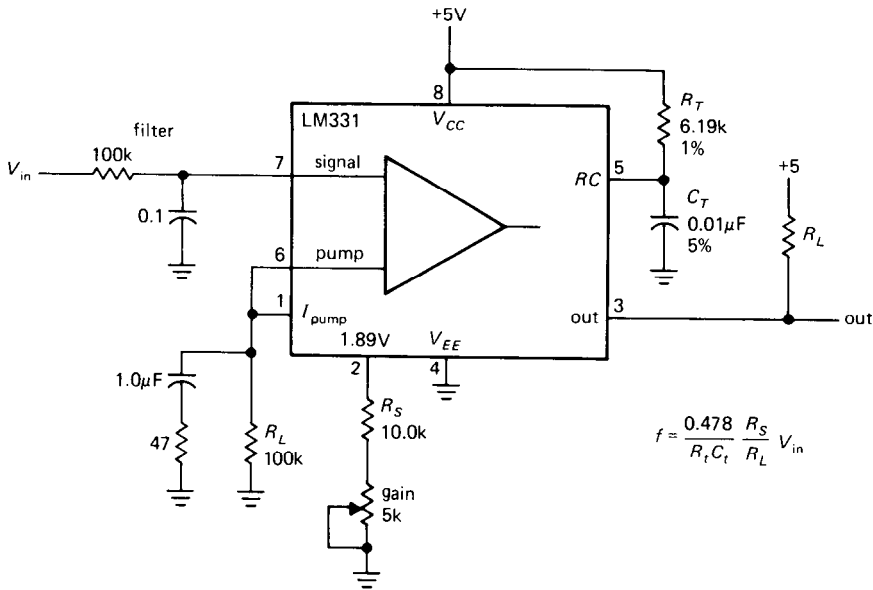 +5V
8
V_CC
LM331
R_T
6.19k
1%
filter
100k
V_in
7
signal
5
RC
+5
0.1
C_T
0.01μF
5%
R_L
6
pump
1
I_pump
3
out
out
1.89V
V_EE
2
4
1.0μF
R_S
10.0k
47
R_L
100k
gain
5k
f = 0.478 / R_t C_t R_S / R_L V_in